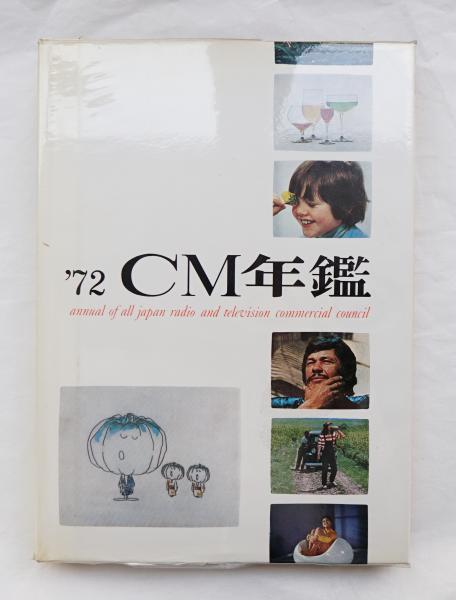 '72 CM年鑑
annual of all japan radio and television commercial council